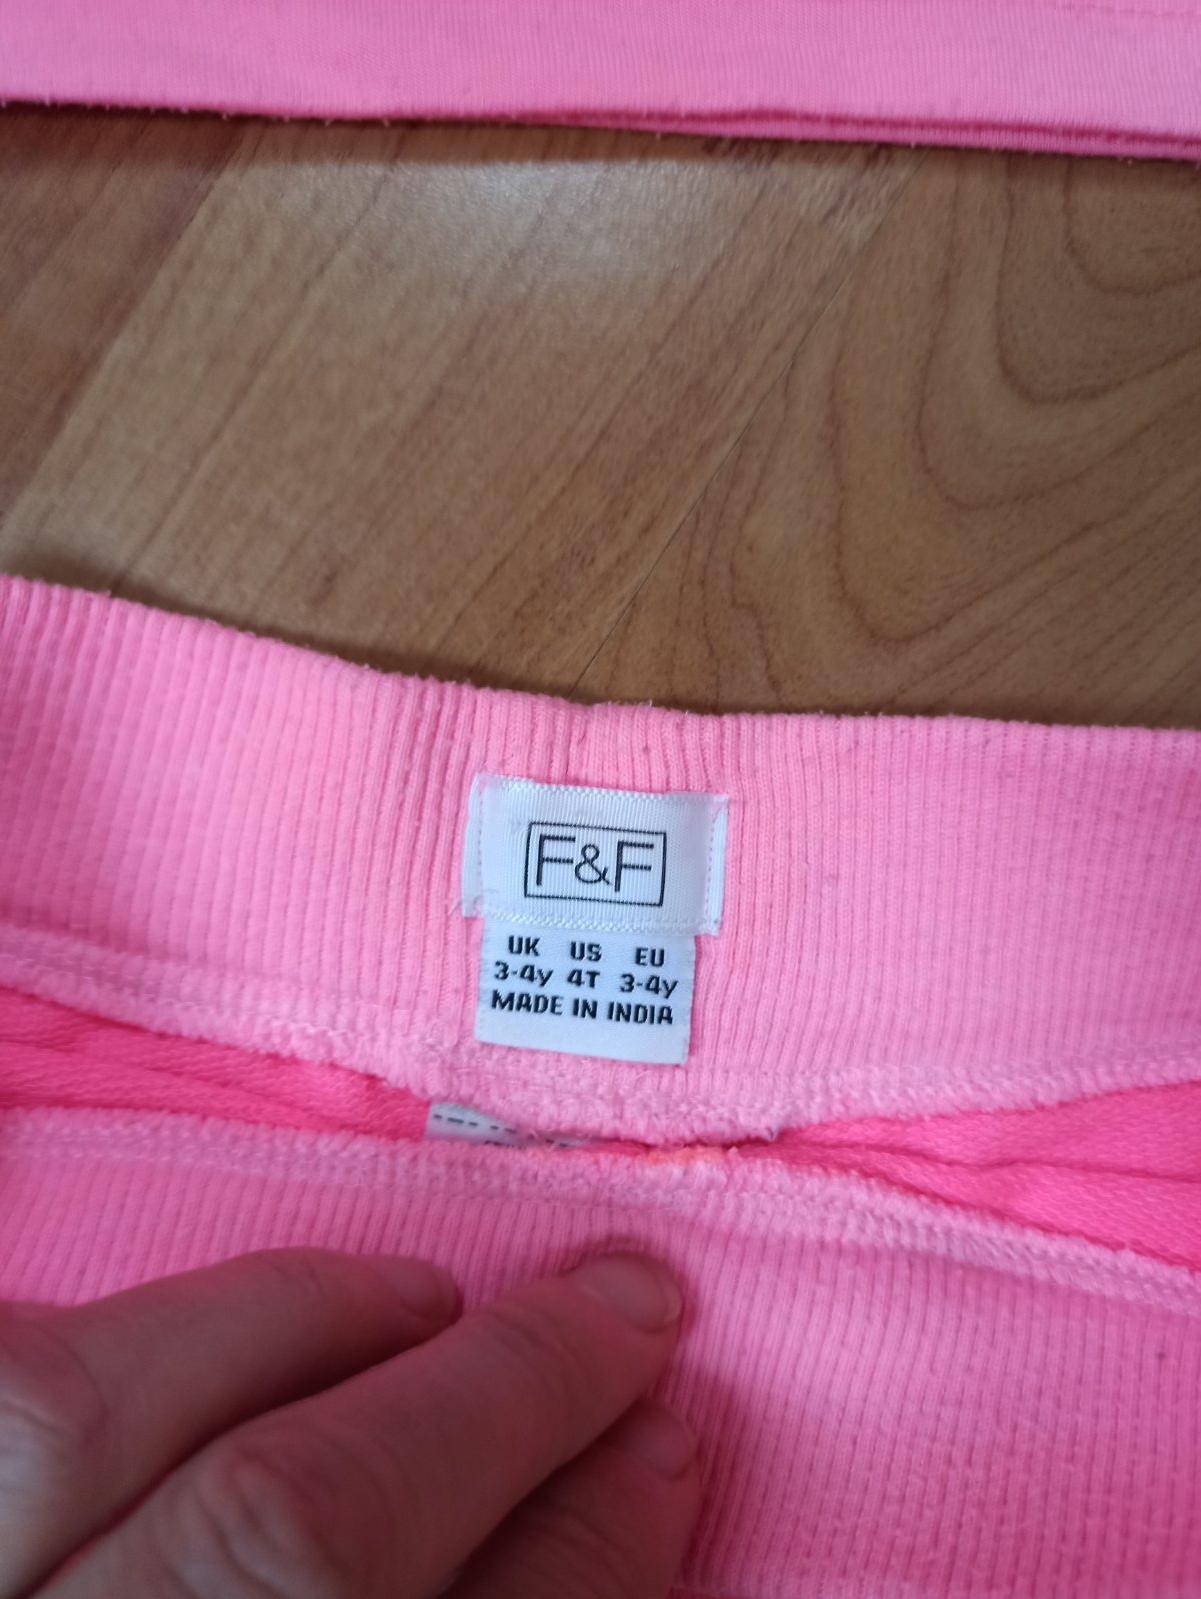 F&F
UK US EU
3-4y 4T 3-4y
MADE IN INDIA